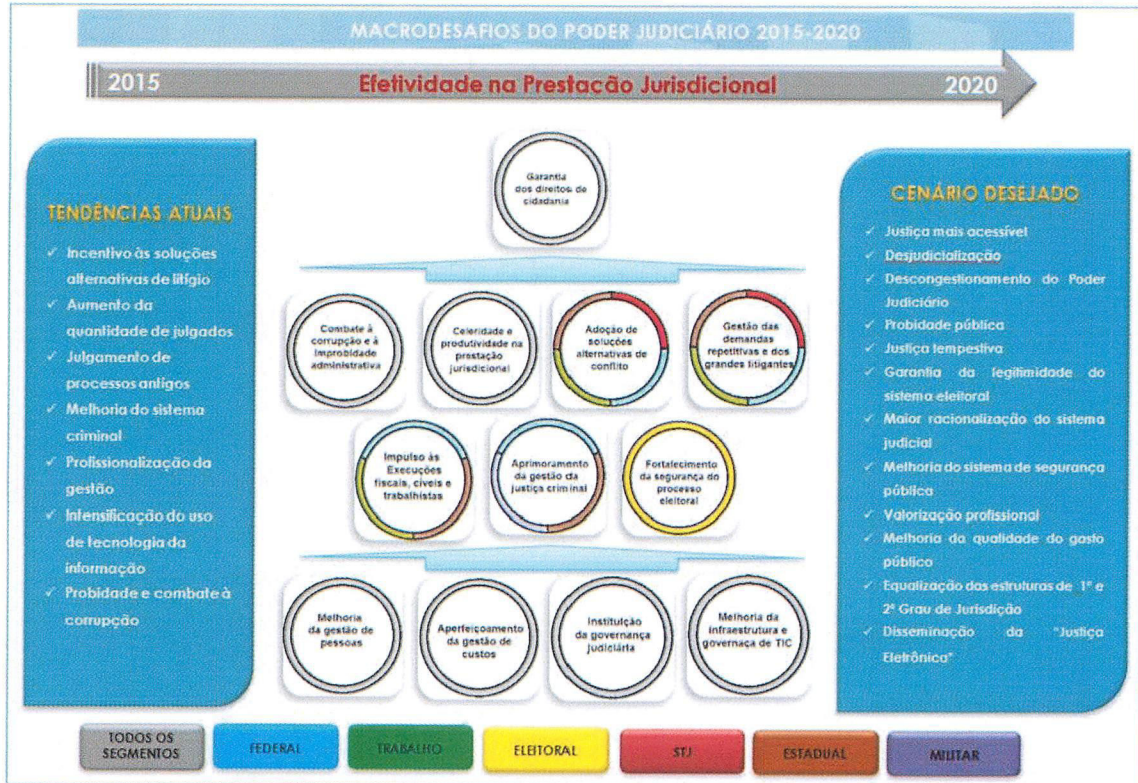 MACRODESAFIOS DO PODER JUDICIÁRIO 2015-2020
2015
Efetividade na Prestação Jurisdicional
2020
TENDÊNCIAS ATUAIS
✓ Incentivo às soluções
alternativas de litígio
✓ Aumento da
quantidade de julgados
✓ Julgamento de
processos antigos
✓ Melhoria do sistema
criminal
✓ Profissionalização da
gestão
✓ Intensificação do uso
de tecnologia da
informação
✓ Probidade e combate à
corrupção
Garantia
dos direitos de
cidadania
Combate à
corrupção e à
improbidade
administrativa
Celeridade e
produtividade na
prestação
jurisdicional
Adoção de
soluções
alternativas de
conflito
Gestão das
demandas
repetitivas e dos
grandes litigantes
Impulso às
Execuções
fiscais, cíveis e
trabalhistas
Aprimoramento
da gestão da
justiça criminal
Fortalecimento
da segurança do
processo
eleitoral
Melhoria
da gestão de
pessoas
Aperfeiçoamento
da gestão de
custos
Instituição
da governança
judiciária
Melhoria da
infraestrutura e
governaça de TIC
CENÁRIO DESEJADO
✓ Justiça mais acessível
✓ Desjudicialização
✓ Descongestionamento do Poder
Judiciário
✓ Probidade pública
✓ Justiça tempestiva
✓ Garantia da legitimidade do
sistema eleitoral
✓ Maior racionalização do sistema
judicial
✓ Melhoria do sistema de segurança
pública
✓ Valorização profissional
✓ Melhoria da qualidade do gasto
público
✓ Equalização das estruturas de 1º e
2º Grau de Jurisdição
✓ Disseminação da "Justiça
Eletrônica"
TODOS OS
SEGMENTOS
FEDERAL
TRABALHO
ELEITORAL
STJ
ESTADUAL
MILITAR